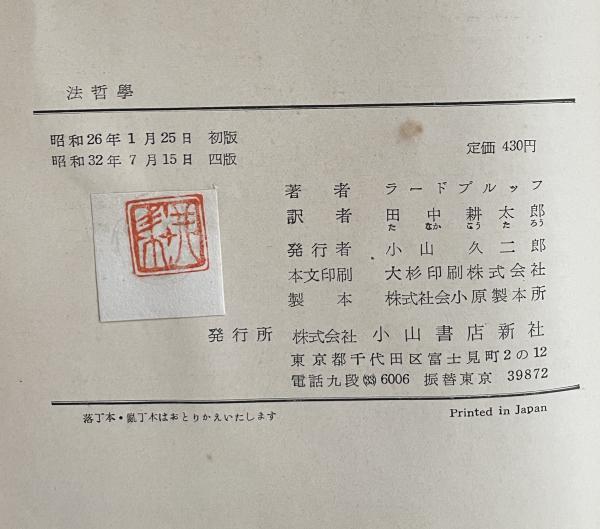 法哲學
昭和26年1月25日 初版
昭和32年7月15日 四版
定価 430円
著者 ラードブルッフ
訳者 田中耕太郎
たなかこうたろう
発行者 小山久二郎
本文印刷 大杉印刷株式会社
製本 株式会社小原製本所
発行所 株式会社 小山書店新社
東京都千代田区富士見町2の12
電話九段(33)6006 振替東京 39872
落丁本・亂丁本はおとりかえいたします
Printed in Japan